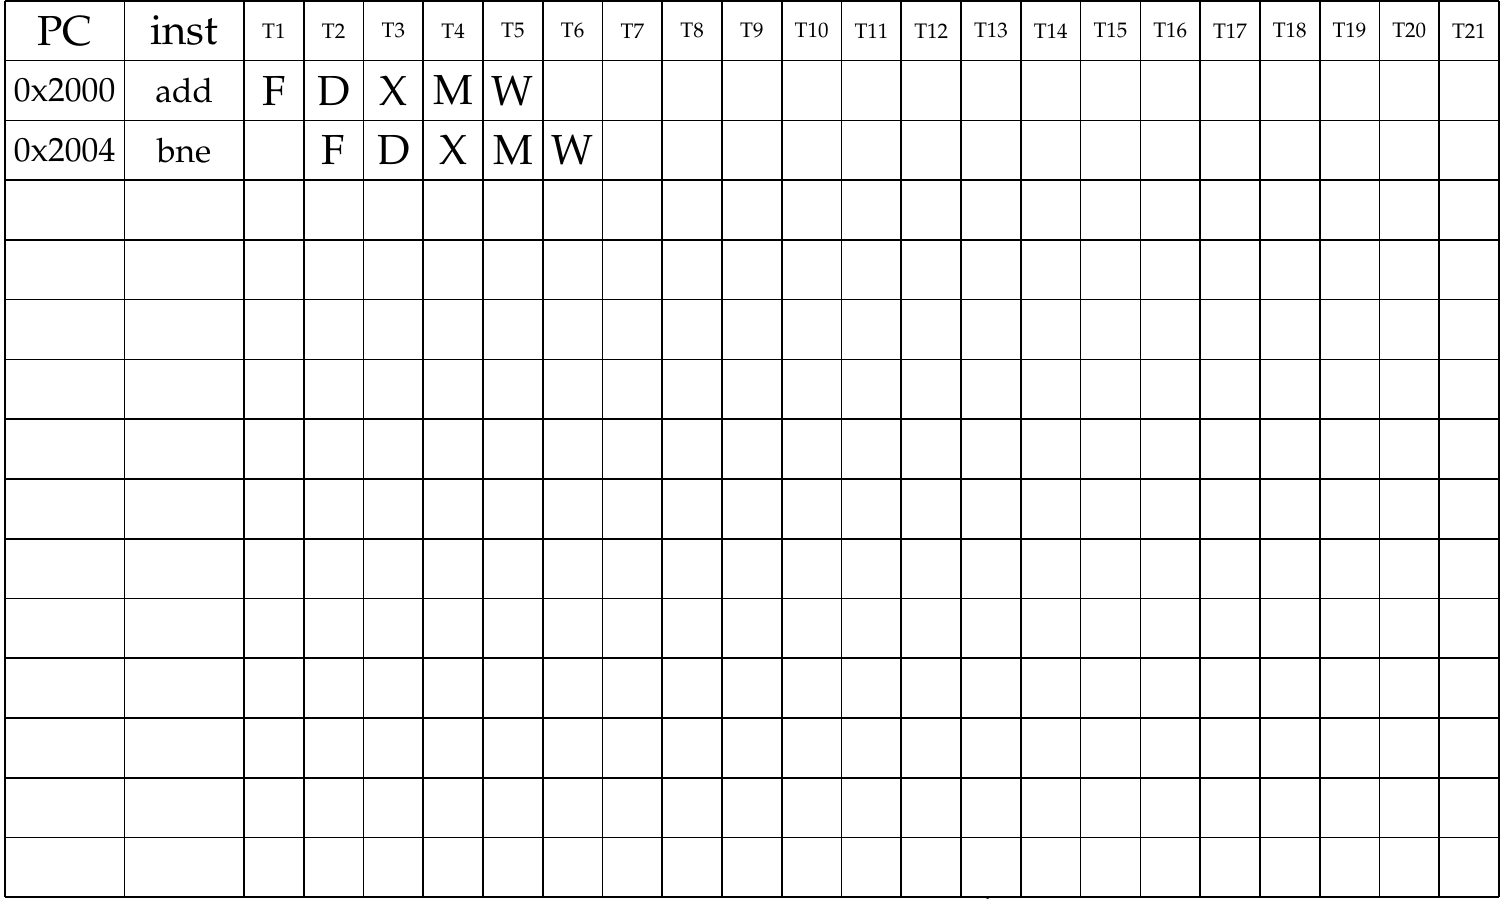 PC inst T1 T2 T3 T4 T5 T6 T7 T8 T9 T10 T11 T12 T13 T14 T15 T16 T17 T18 T19 T20 T21
0x2000 add F D X M W
0x2004 bne F D X M W